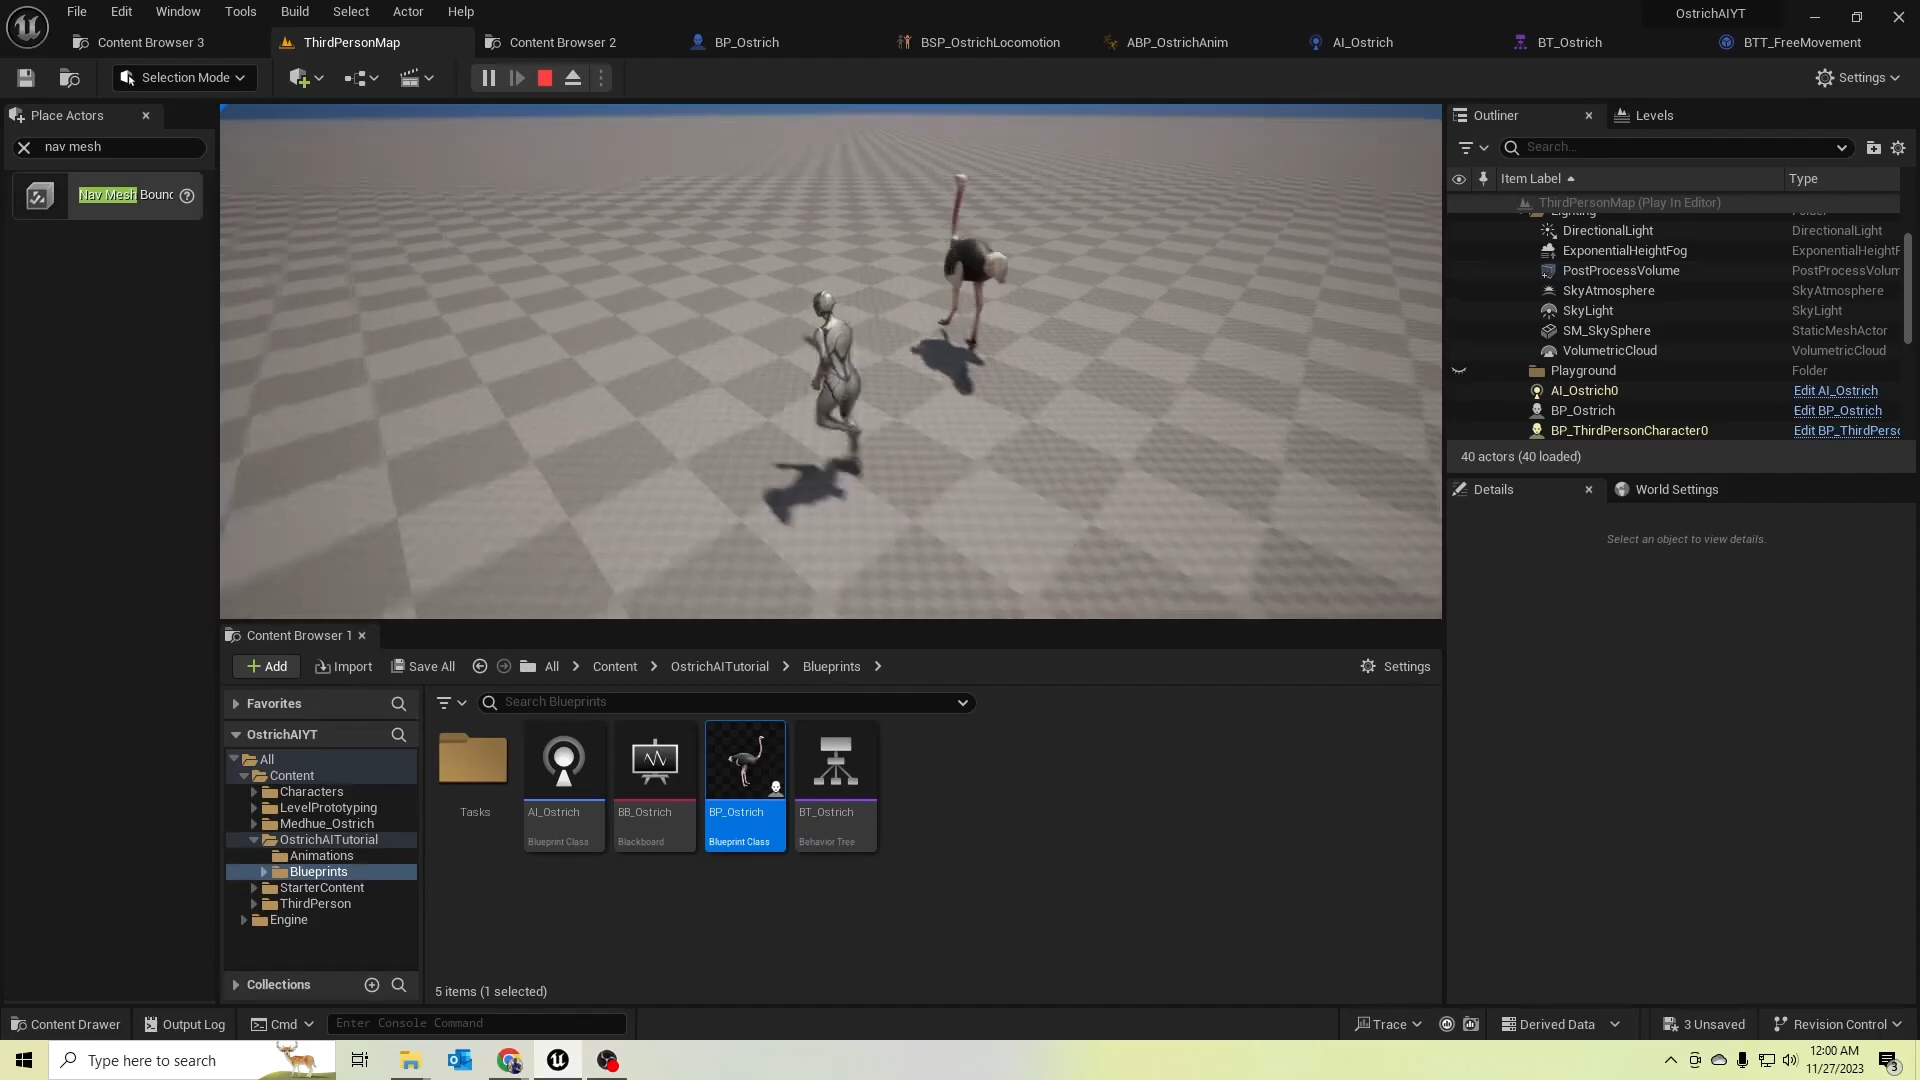 File Edit Window Tools Build Select Actor Help
OstrichAIYT
Content Browser 3
ThirdPersonMap
Content Browser 2
BP_Ostrich
BSP_OstrichLocomotion
ABP_OstrichAnim
AI_Ostrich
BT_Ostrich
BTT_FreeMovement
Selection Mode
Settings
Place Actors
nav mesh
Nav Mesh Bounc
Outliner
Levels
Search...
Item Label
Type
ThirdPersonMap (Play In Editor)
Lighting Folder
DirectionalLight DirectionalLight
ExponentialHeightFog ExponentialHeightF
PostProcessVolume PostProcessVolum
SkyAtmosphere SkyAtmosphere
SkyLight SkyLight
SM_SkySphere StaticMeshActor
VolumetricCloud VolumetricCloud
Playground Folder
AI_Ostrich0 Edit AI_Ostrich
BP_Ostrich Edit BP_Ostrich
BP_ThirdPersonCharacter0 Edit BP_ThirdPerso
40 actors (40 loaded)
Details
World Settings
Select an object to view details.
Content Browser 1
Add
Import
Save All
All > Content > OstrichAITutorial > Blueprints >
Settings
Favorites
OstrichAIYT
All
Content
Characters
LevelPrototyping
Medhue_Ostrich
OstrichAITutorial
Animations
Blueprints
StarterContent
ThirdPerson
Engine
Collections
Search Blueprints
Tasks
AI_Ostrich
Blueprint Class
BB_Ostrich
Blackboard
BP_Ostrich
Blueprint Class
BT_Ostrich
Behavior Tree
5 items (1 selected)
Content Drawer
Output Log
Cmd
Enter Console Command
Trace
Derived Data
3 Unsaved
Revision Control
Type here to search
12:00 AM
11/27/2023
3